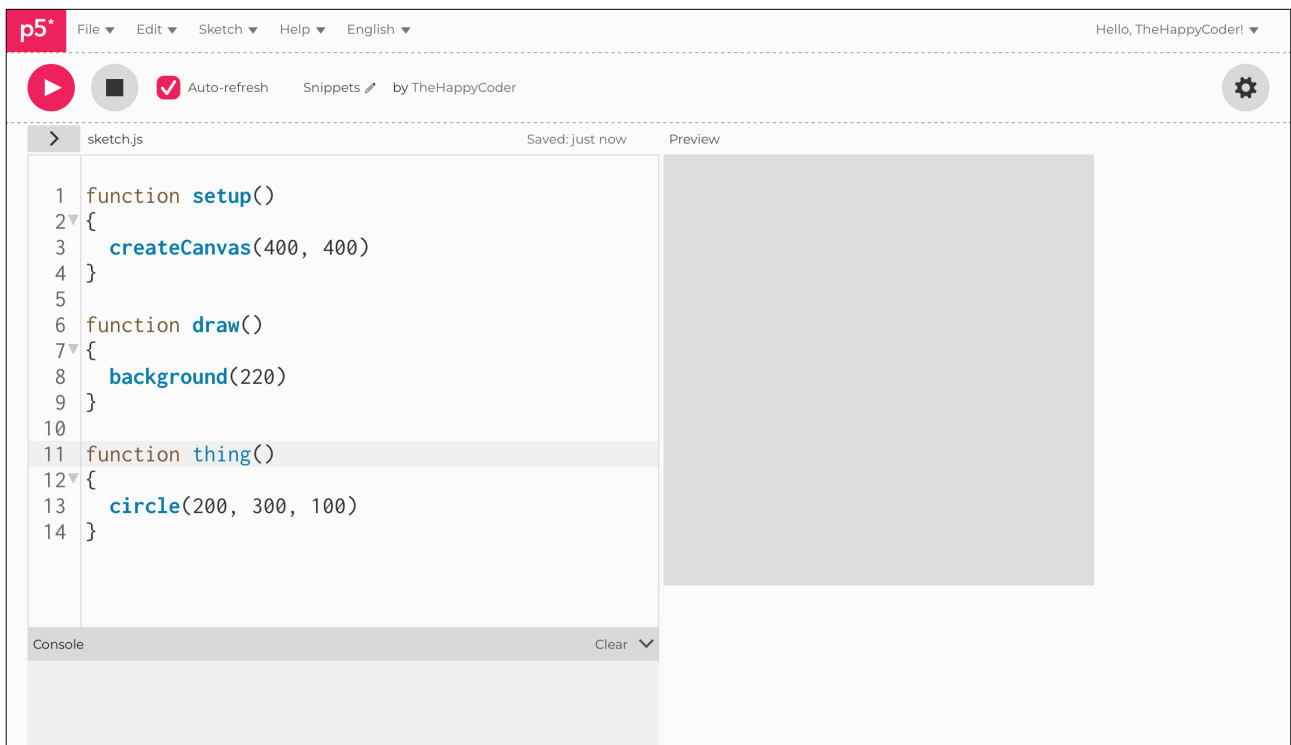 p5* File Edit Sketch Help English Hello, TheHappyCoder!
Auto-refresh Snippets by TheHappyCoder
> sketch.js Saved: just now Preview
1 function setup()
2 {
3   createCanvas(400, 400)
4 }
5
6 function draw()
7 {
8   background(220)
9 }
10
11 function thing()
12 {
13   circle(200, 300, 100)
14 }
Console Clear